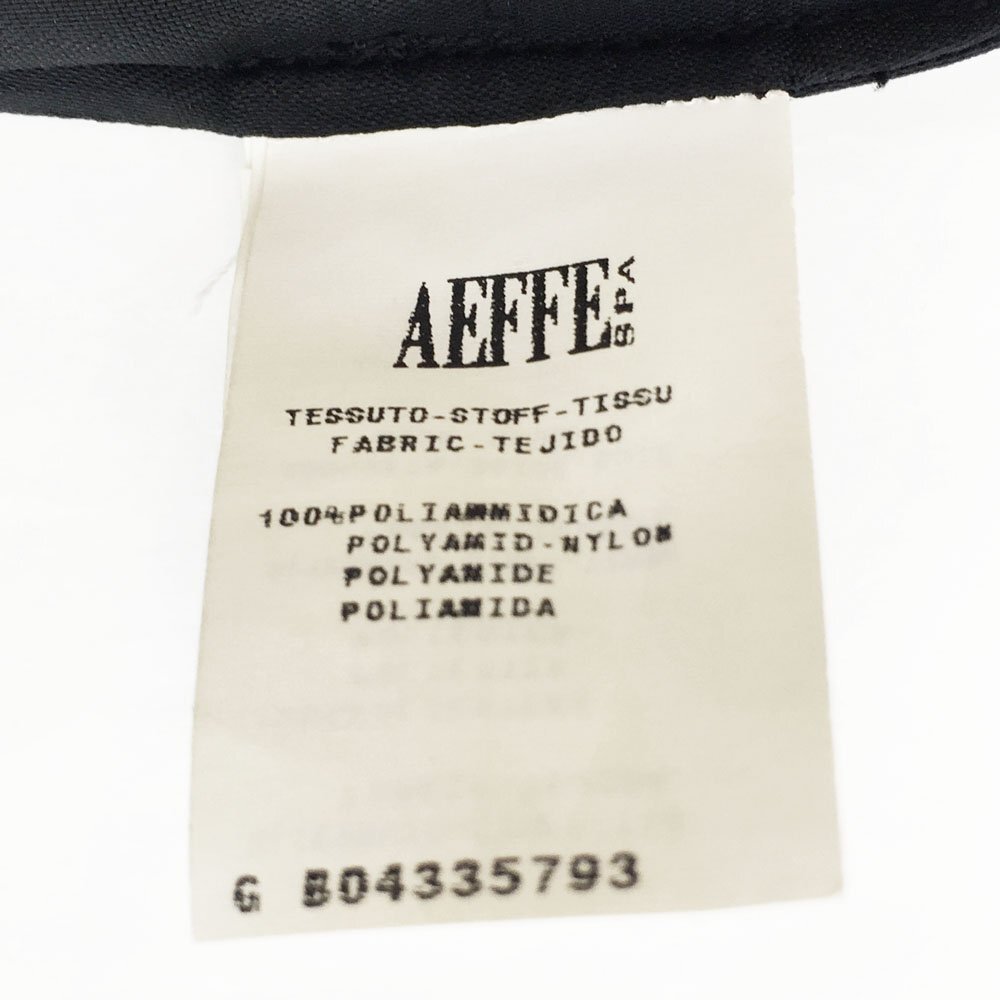 AEFFE SPA
TESSUTO-STOFF-TISSU
FABRIC-TEJIDO
100%POLIAMMIDICA
POLYAMID-NYLON
POLYAMIDE
POLIAMIDA
G B04335793